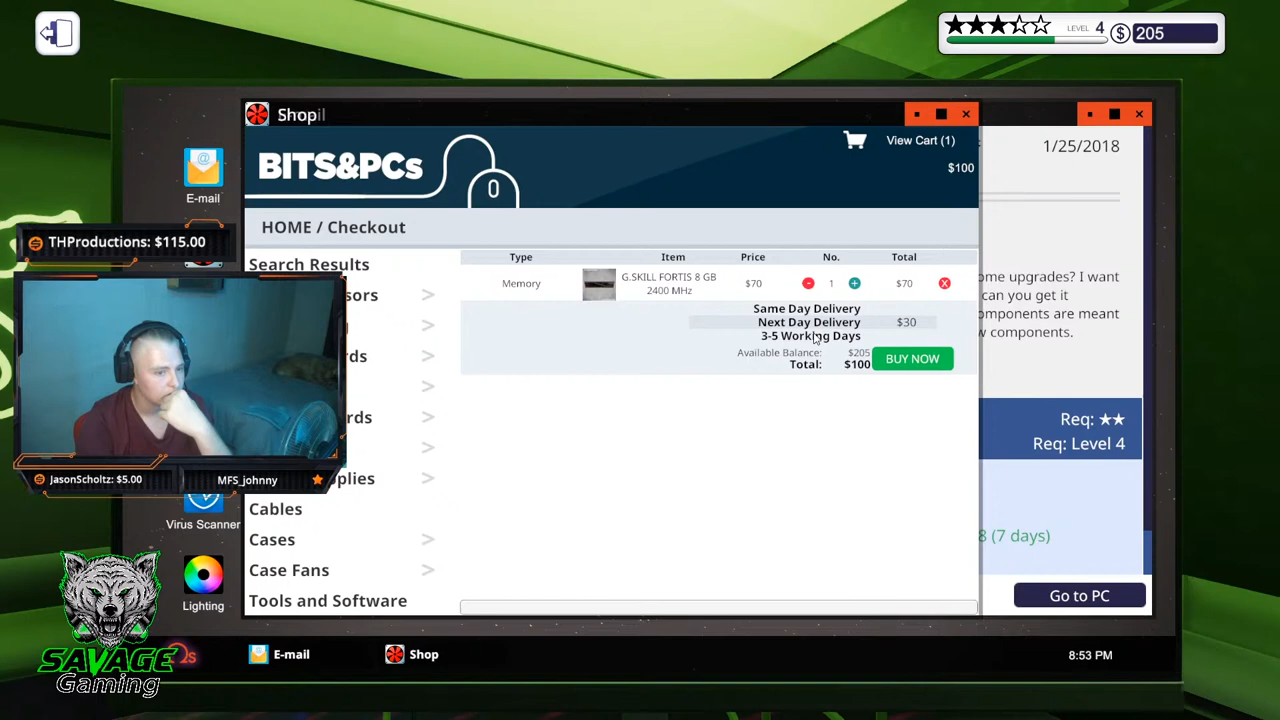 LEVEL 4
$ 205
Shop
BITS&PCs
View Cart (1)
$100
1/25/2018
E-mail
HOME / Checkout
THProductions: $115.00
Search Results
sors
rds
rds
plies
Cables
Cases
Case Fans
Tools and Software
Type Item Price No. Total
Memory G.SKILL FORTIS 8 GB 2400 MHz $70 - 1 + $70 X
Same Day Delivery
Next Day Delivery $30
3-5 Working Days
Available Balance: $205
Total: $100
BUY NOW
ome upgrades? I want
can you get it
omponents are meant
w components.
Req: ★★
Req: Level 4
8 (7 days)
Go to PC
JasonScholtz: $5.00
MFS_johnny
Virus Scanner
Lighting
SAVAGE
Gaming
E-mail
Shop
8:53 PM